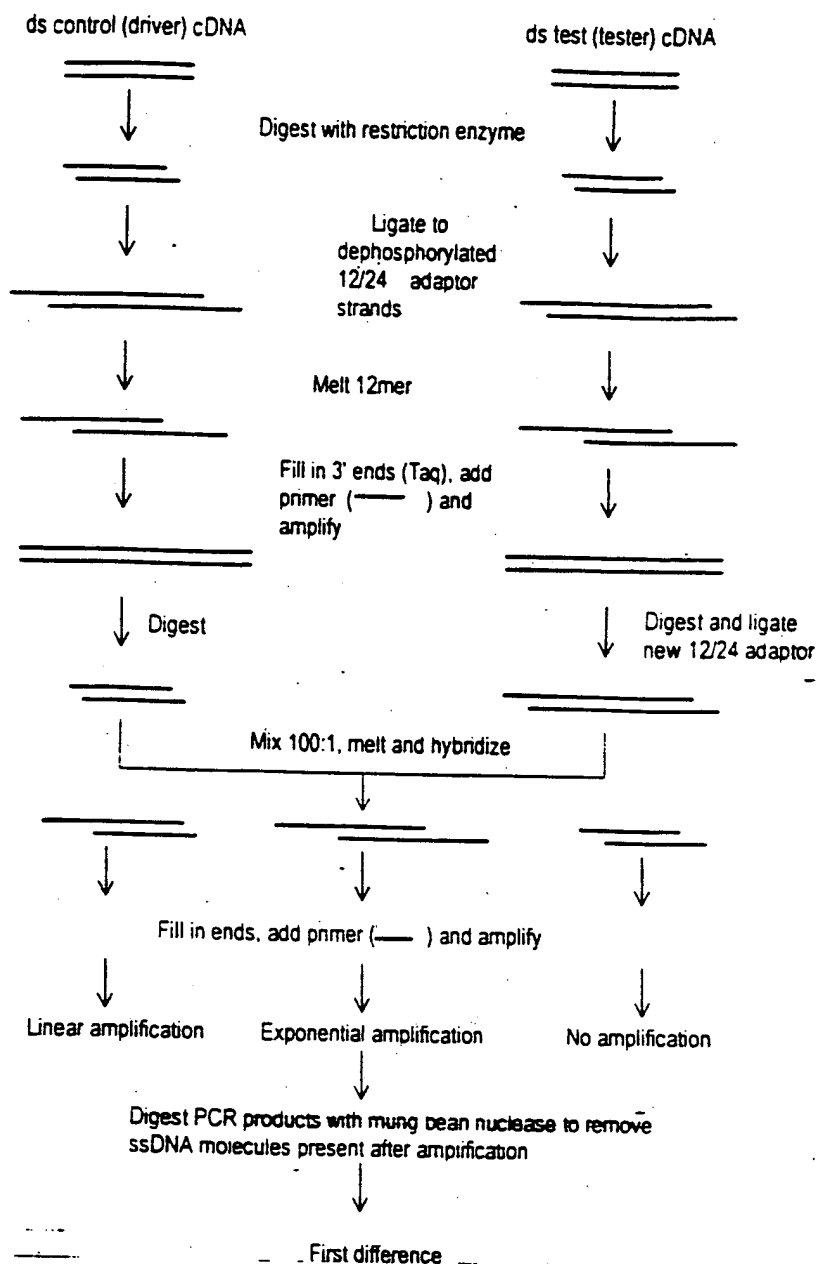 ds control (driver) cDNA
ds test (tester) cDNA
Digest with restriction enzyme
Ligate to
dephosphorylated
12/24 adaptor
strands
Melt 12mer
Fill in 3' ends (Taq), add
primer ( ) and
amplify
Digest
Digest and ligate
new 12/24 adaptor
Mix 100:1, melt and hybridize
Fill in ends, add primer ( ) and amplify
Linear amplification
Exponential amplification
No amplification
Digest PCR products with mung bean nuclease to remove
ssDNA molecules present after amplification
First difference